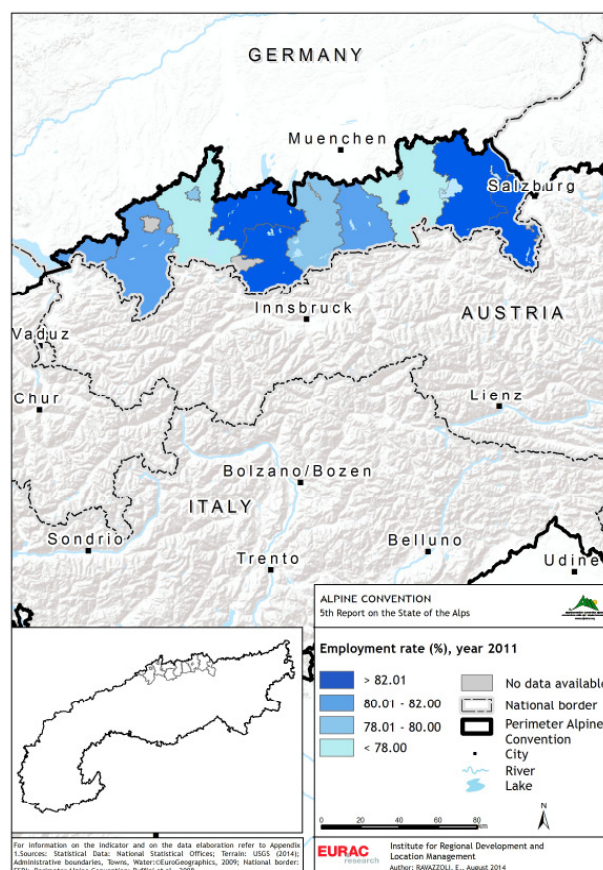 GERMANY
Muenchen
Salzburg
Innsbruck
AUSTRIA
Vaduz
Chur
Lienz
Bolzano/Bozen
ITALY
Sondrio
Belluno
Trento
Udine
ALPINE CONVENTION
5th Report on the State of the Alps
Employment rate (%), year 2011
> 82.01
80.01 - 82.00
78.01 - 80.00
< 78.00
No data available
National border
Perimeter Alpine
Convention
City
River
Lake
0 20 40 80
km
N
For information on the indicator and on the data elaboration refer to Appendix
1.Sources: Statistical Data: National Statistical Offices; Terrain: USGS (2014);
Administrative boundaries, Towns, Water:©EuroGeographics, 2009; National border:
EURAC
research
Institute for Regional Development and
Location Management
Author: RAVAZZOLI, E., August 2014